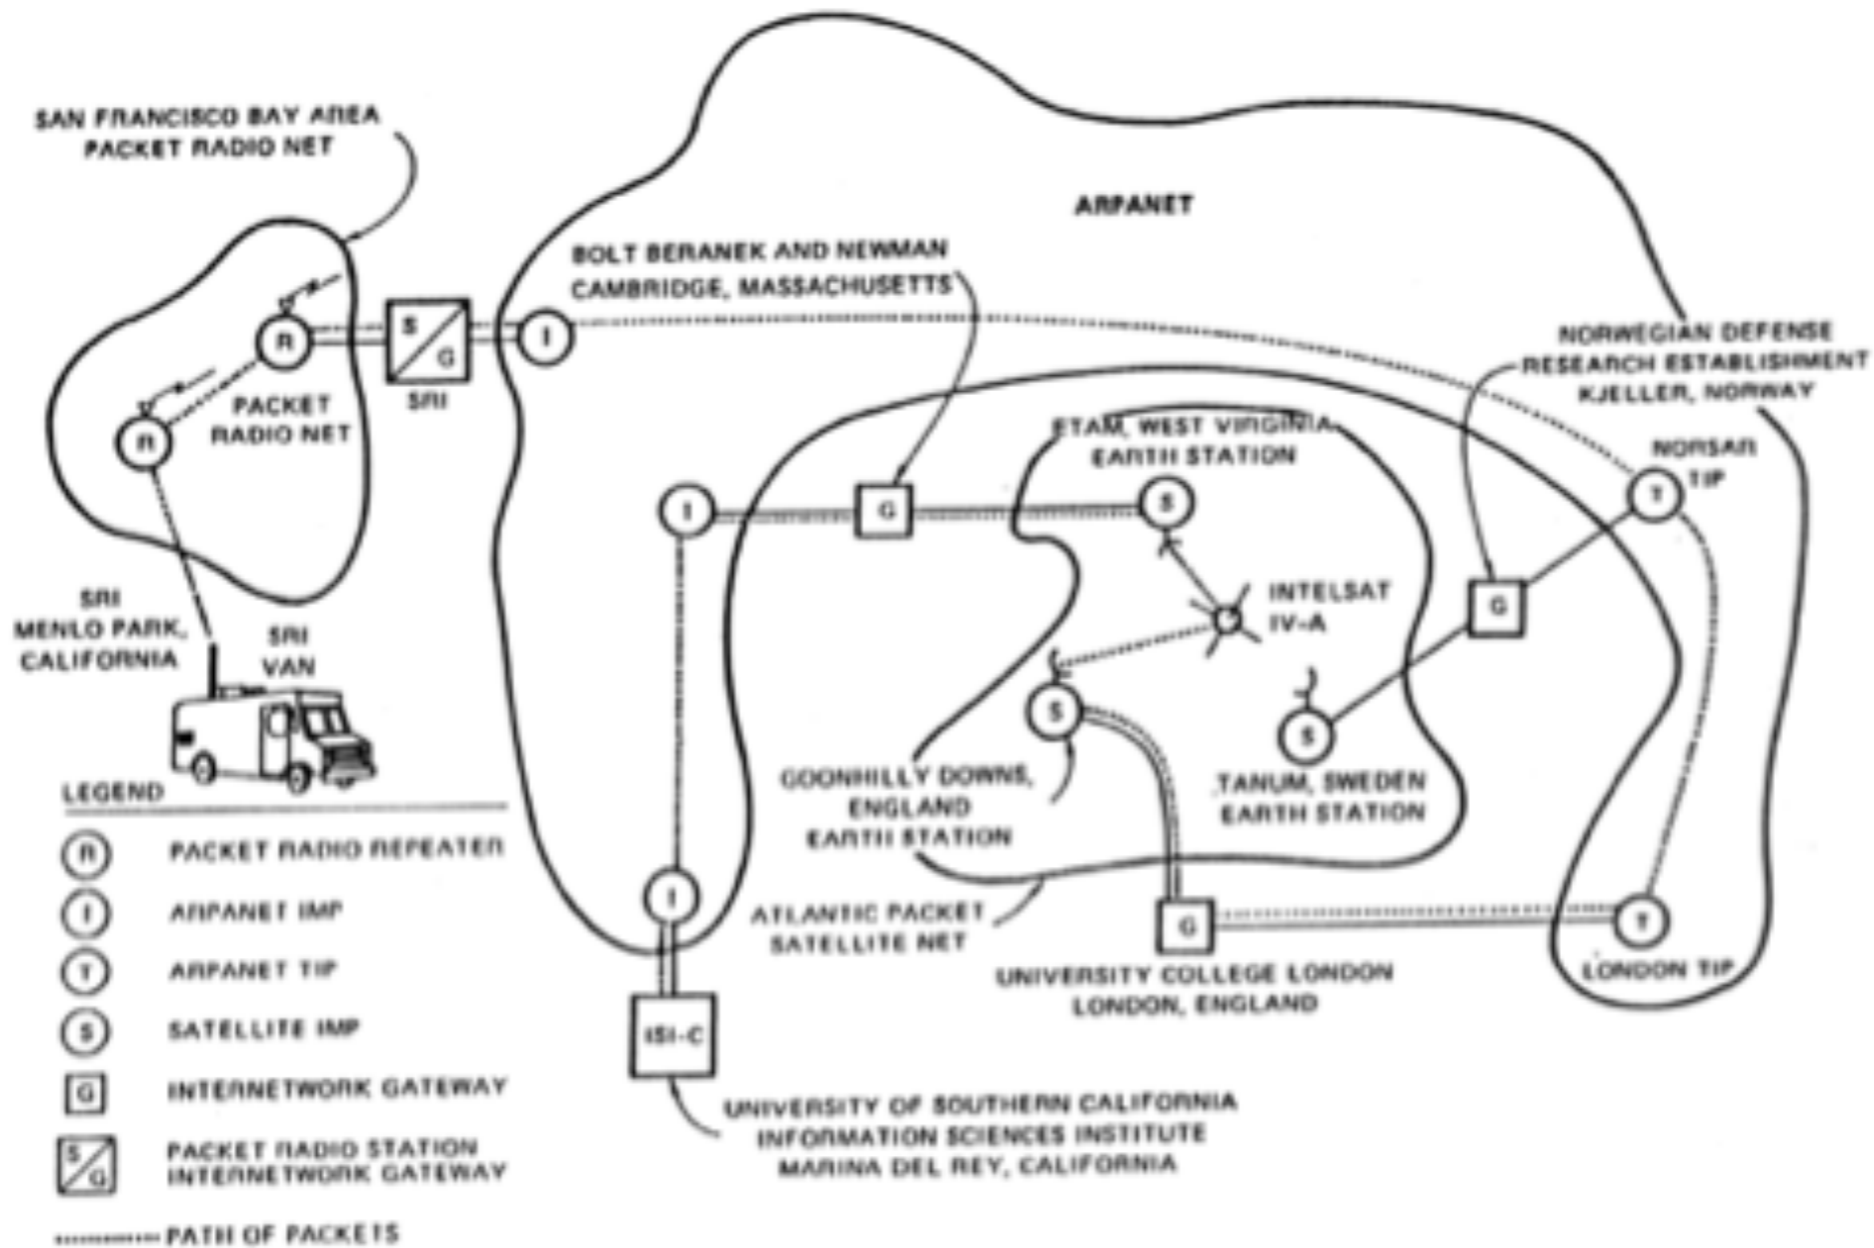 SAN FRANCISCO BAY AREA
PACKET RADIO NET
ARPANET
BOLT BERANEK AND NEWMAN
CAMBRIDGE, MASSACHUSETTS
NORWEGIAN DEFENSE
RESEARCH ESTABLISHMENT
KJELLER, NORWAY
R
S
G
I
SRI
PACKET
RADIO NET
R
ETAM, WEST VIRGINIA
EARTH STATION
NORSAR
TIP
T
I
G
S
INTELSAT
IV-A
G
SRI
MENLO PARK,
CALIFORNIA
SRI
VAN
S
S
GOONHILLY DOWNS,
ENGLAND
EARTH STATION
TANUM, SWEDEN
EARTH STATION
I
ATLANTIC PACKET
SATELLITE NET
G
T
UNIVERSITY COLLEGE LONDON
LONDON, ENGLAND
LONDON TIP
ISI-C
UNIVERSITY OF SOUTHERN CALIFORNIA
INFORMATION SCIENCES INSTITUTE
MARINA DEL REY, CALIFORNIA
LEGEND
R PACKET RADIO REPEATER
I ARPANET IMP
T ARPANET TIP
S SATELLITE IMP
G INTERNETWORK GATEWAY
S/G PACKET RADIO STATION
INTERNETWORK GATEWAY
PATH OF PACKETS